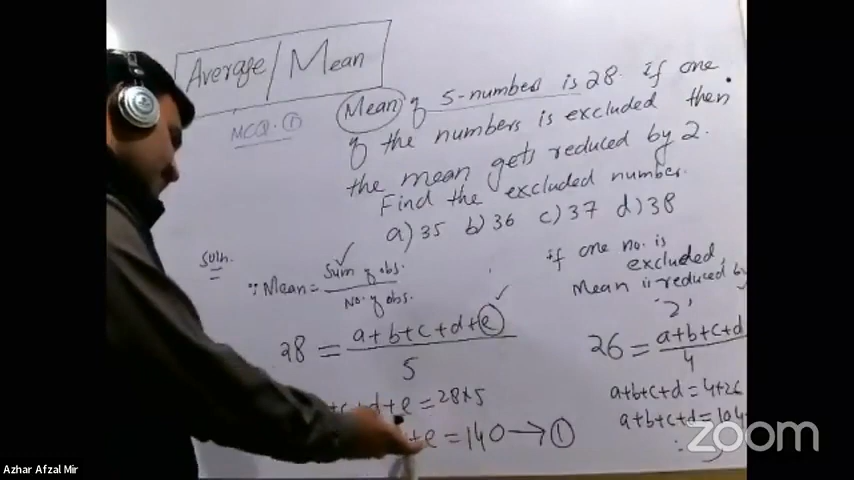 Average/Mean
MCQ.①
Mean of 5-numbers is 28. if one
of the numbers is excluded then
the mean gets reduced by 2.
Find the excluded number.
a) 35 b) 36 c) 37 d) 38
Soln.
∵ Mean = Sum of obs. / No. of obs.
28 = a+b+c+d+e / 5
+c+d+e = 28×5
+e = 140 → ①
if one no. is
excluded,
Mean is reduced by
'2'
26 = a+b+c+d / 4
a+b+c+d = 4×26
a+b+c+d = 104
zoom
Azhar Afzal Mir